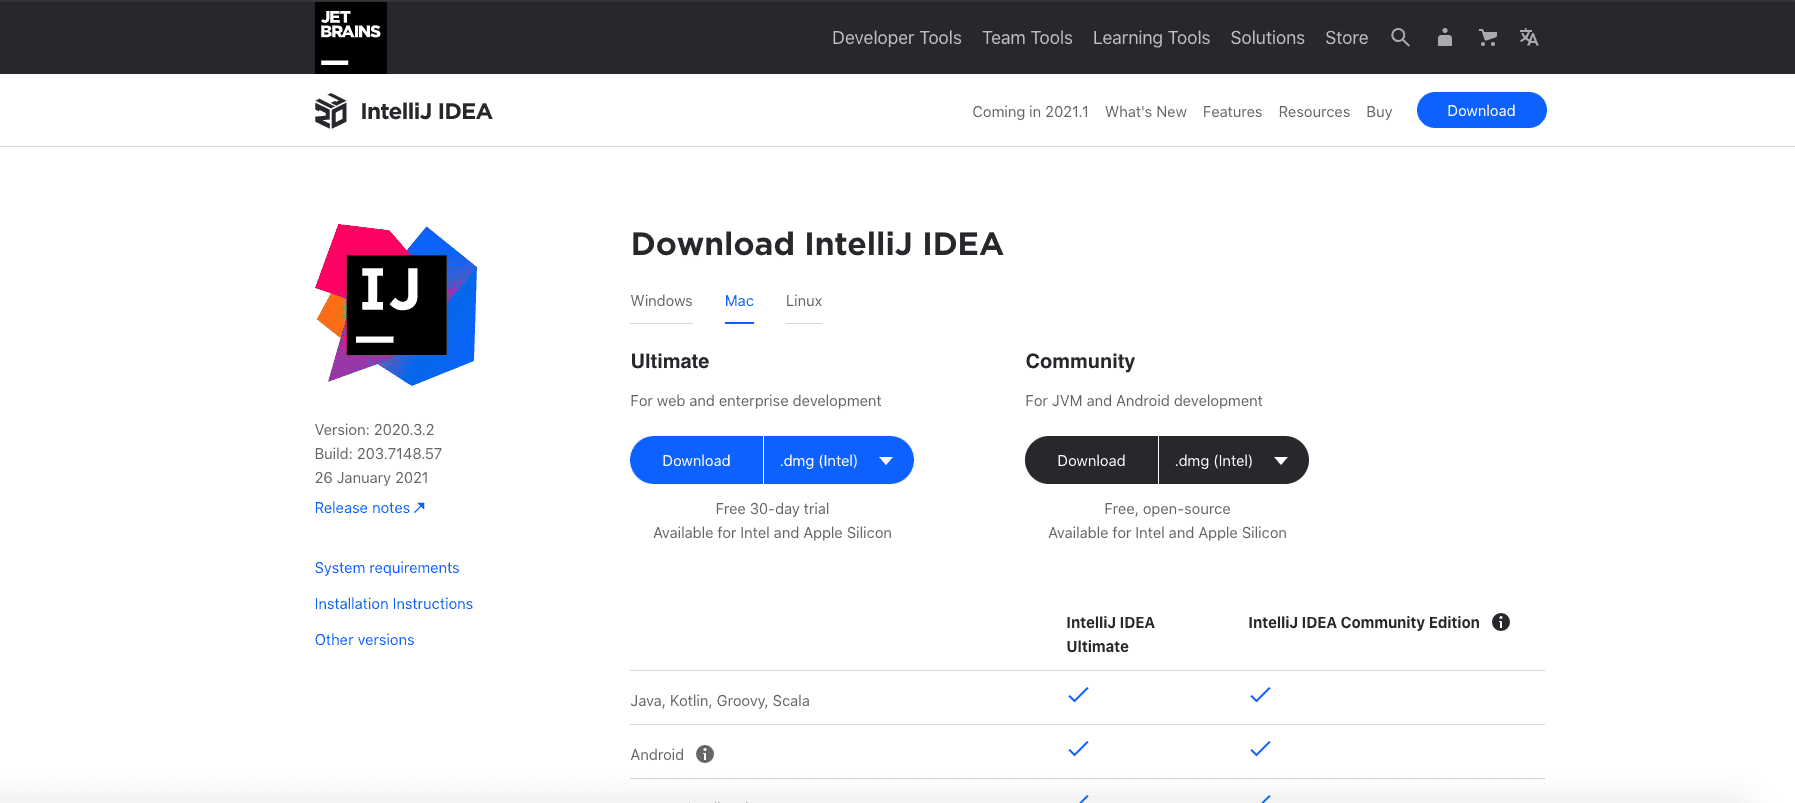 JET
BRAINS
Developer Tools Team Tools Learning Tools Solutions Store
IntelliJ IDEA
Coming in 2021.1 What's New Features Resources Buy Download
IJ
Version: 2020.3.2
Build: 203.7148.57
26 January 2021
Release notes
System requirements
Installation Instructions
Other versions
Download IntelliJ IDEA
Windows Mac Linux
Ultimate
For web and enterprise development
Download .dmg (Intel)
Free 30-day trial
Available for Intel and Apple Silicon
Community
For JVM and Android development
Download .dmg (Intel)
Free, open-source
Available for Intel and Apple Silicon
IntelliJ IDEA
Ultimate
IntelliJ IDEA Community Edition
Java, Kotlin, Groovy, Scala
Android